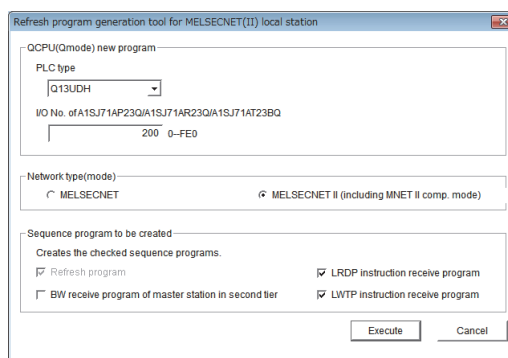 Refresh program generation tool for MELSECNET(II) local station
QCPU(Qmode) new program
PLC type
Q13UDH
I/O No. of A1SJ71AP23Q/A1SJ71AR23Q/A1SJ71AT23BQ
200 0--FE0
Network type(mode)
MELSECNET MELSECNET II (including MNET II comp. mode)
Sequence program to be created
Creates the checked sequence programs.
Refresh program LRDP instruction receive program
BW receive program of master station in second tier LWTP instruction receive program
Execute Cancel